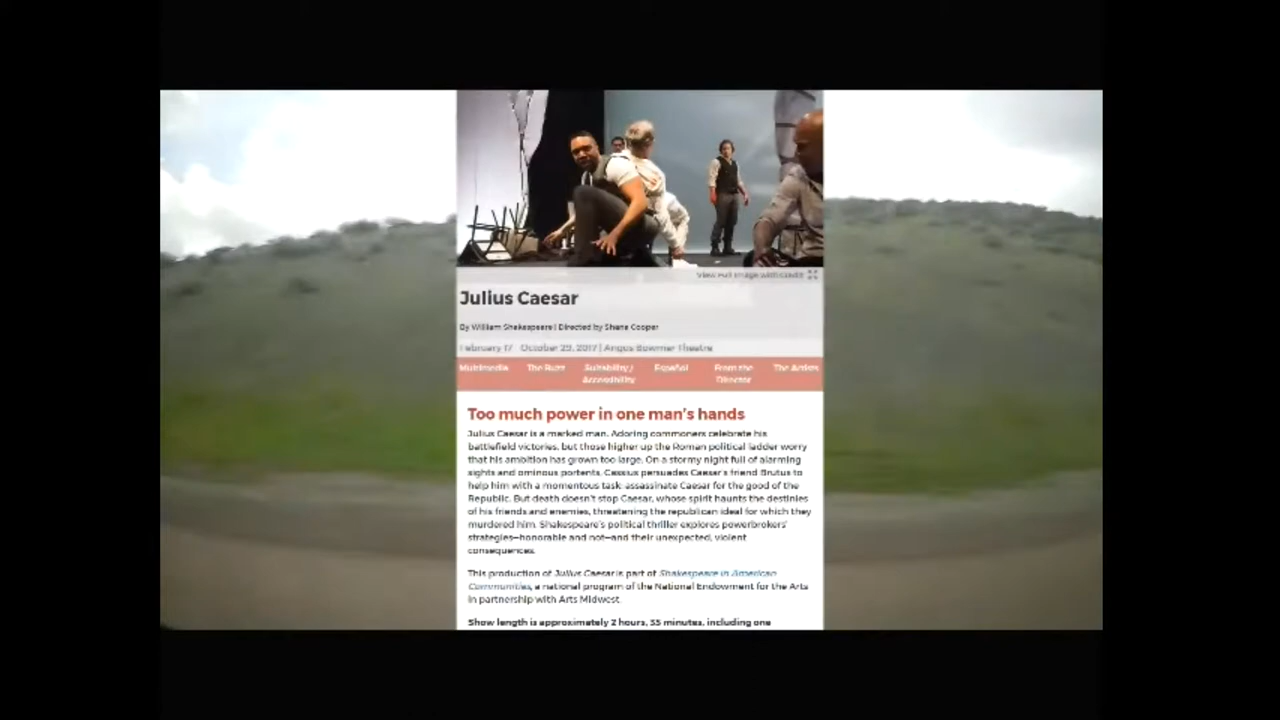 View Full Image with Credit
Julius Caesar
By William Shakespeare | Directed by Shana Cooper
February 17 - October 29, 2017 | Angus Bowmer Theatre
Multimedia The Buzz Suitability / Español From the The Artists
Accessibility Director
Too much power in one man's hands
Julius Caesar is a marked man. Adoring commoners celebrate his
battlefield victories, but those higher up the Roman political ladder worry
that his ambition has grown too large. On a stormy night full of alarming
sights and ominous portents, Cassius persuades Caesar's friend Brutus to
help him with a momentous task: assassinate Caesar for the good of the
Republic. But death doesn't stop Caesar, whose spirit haunts the destinies
of his friends and enemies, threatening the republican ideal for which they
murdered him. Shakespeare's political thriller explores powerbrokers'
strategies—honorable and not—and their unexpected, violent
consequences.
This production of Julius Caesar is part of Shakespeare in American
Communities, a national program of the National Endowment for the Arts
in partnership with Arts Midwest.
Show length is approximately 2 hours, 35 minutes, including one